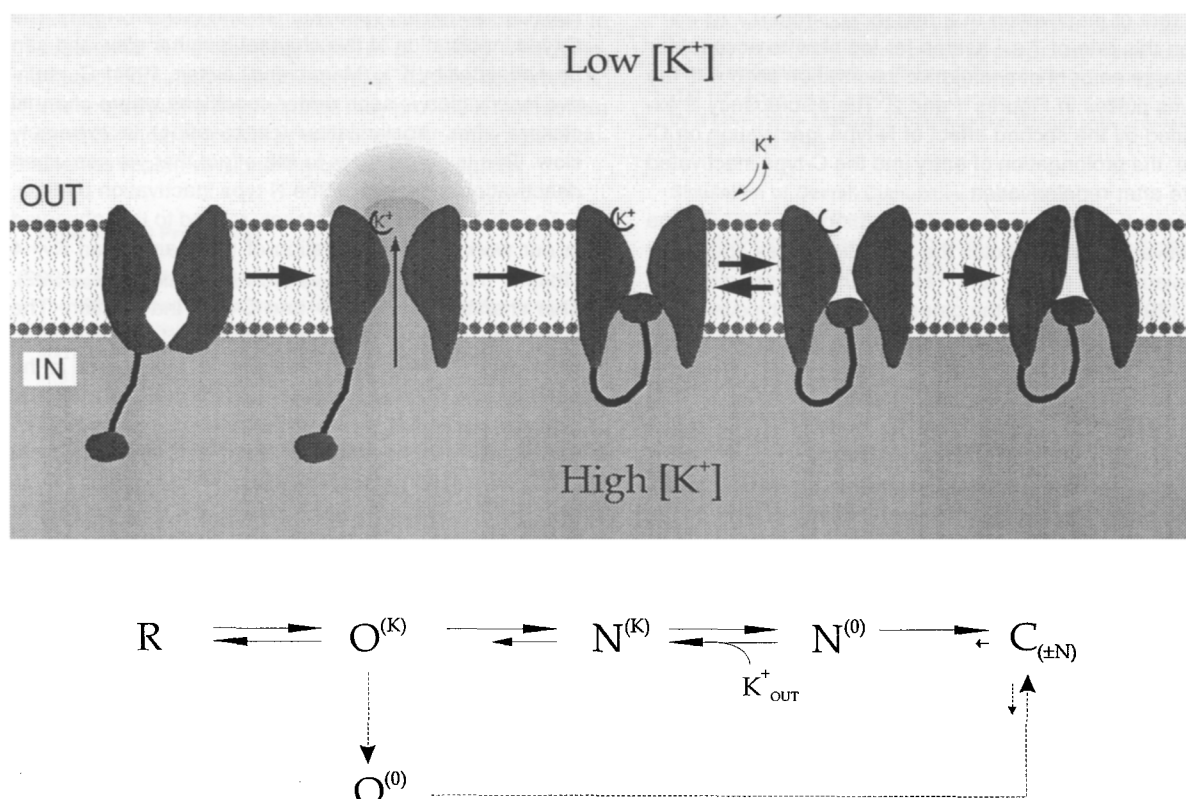 Low [K⁺]
K⁺
OUT
K⁺
K⁺
IN
High [K⁺]
R O⁽ᴷ⁾ N⁽ᴷ⁾ N⁽⁰⁾ C₍±N₎
K⁺OUT
O⁽⁰⁾